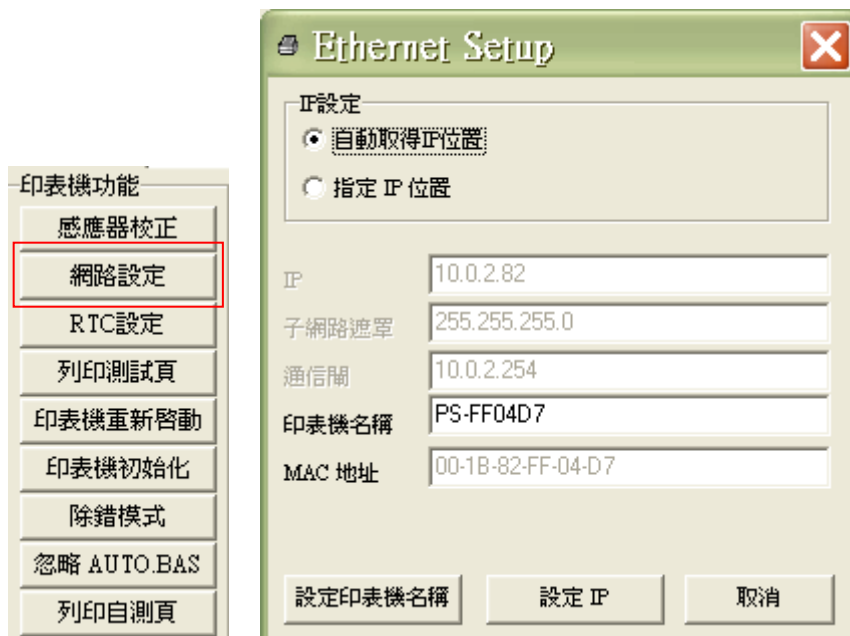 印表機功能
感應器校正
網路設定
RTC設定
列印測試頁
印表機重新啓動
印表機初始化
除錯模式
忽略 AUTO.BAS
列印自測頁
Ethernet Setup
IP設定
自動取得IP位置
指定 IP 位置
IP 10.0.2.82
子網路遮罩 255.255.255.0
通信閘 10.0.2.254
印表機名稱 PS-FF04D7
MAC 地址 00-1B-82-FF-04-D7
設定印表機名稱 設定 IP 取消